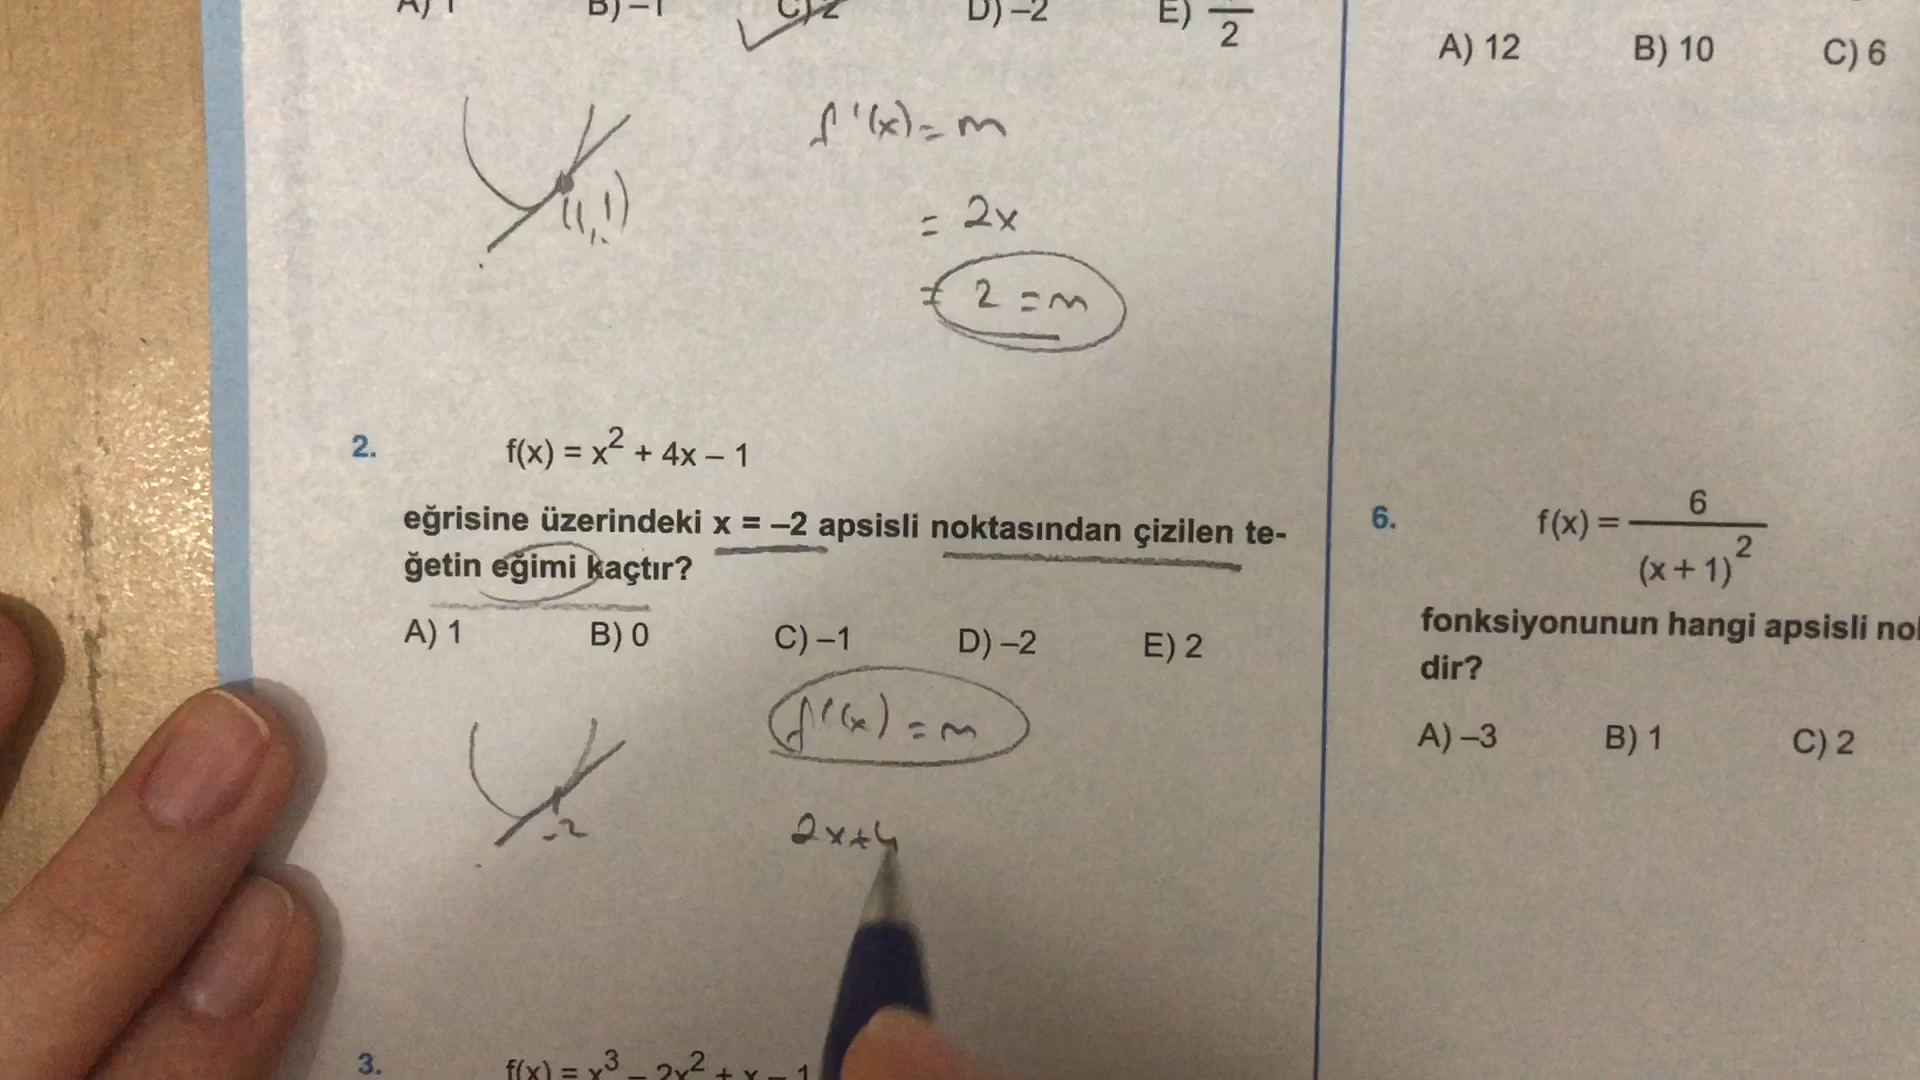 B) –1
C) 2
D) –2
E)
2
f'(x) = m
(1,1)
= 2x
= 2 = m
2. f(x) = x² + 4x – 1
eğrisine üzerindeki x = –2 apsisli noktasından çizilen te-
ğetin eğimi kaçtır?
A) 1 B) 0 C) –1 D) –2 E) 2
f'(x) = m
-2
2x+4
3. f(x) = x³ – 2x² + x – 1
A) 12 B) 10 C) 6
6. f(x) = 6 / (x + 1)²
fonksiyonunun hangi apsisli
dir?
A) –3 B) 1 C) 2